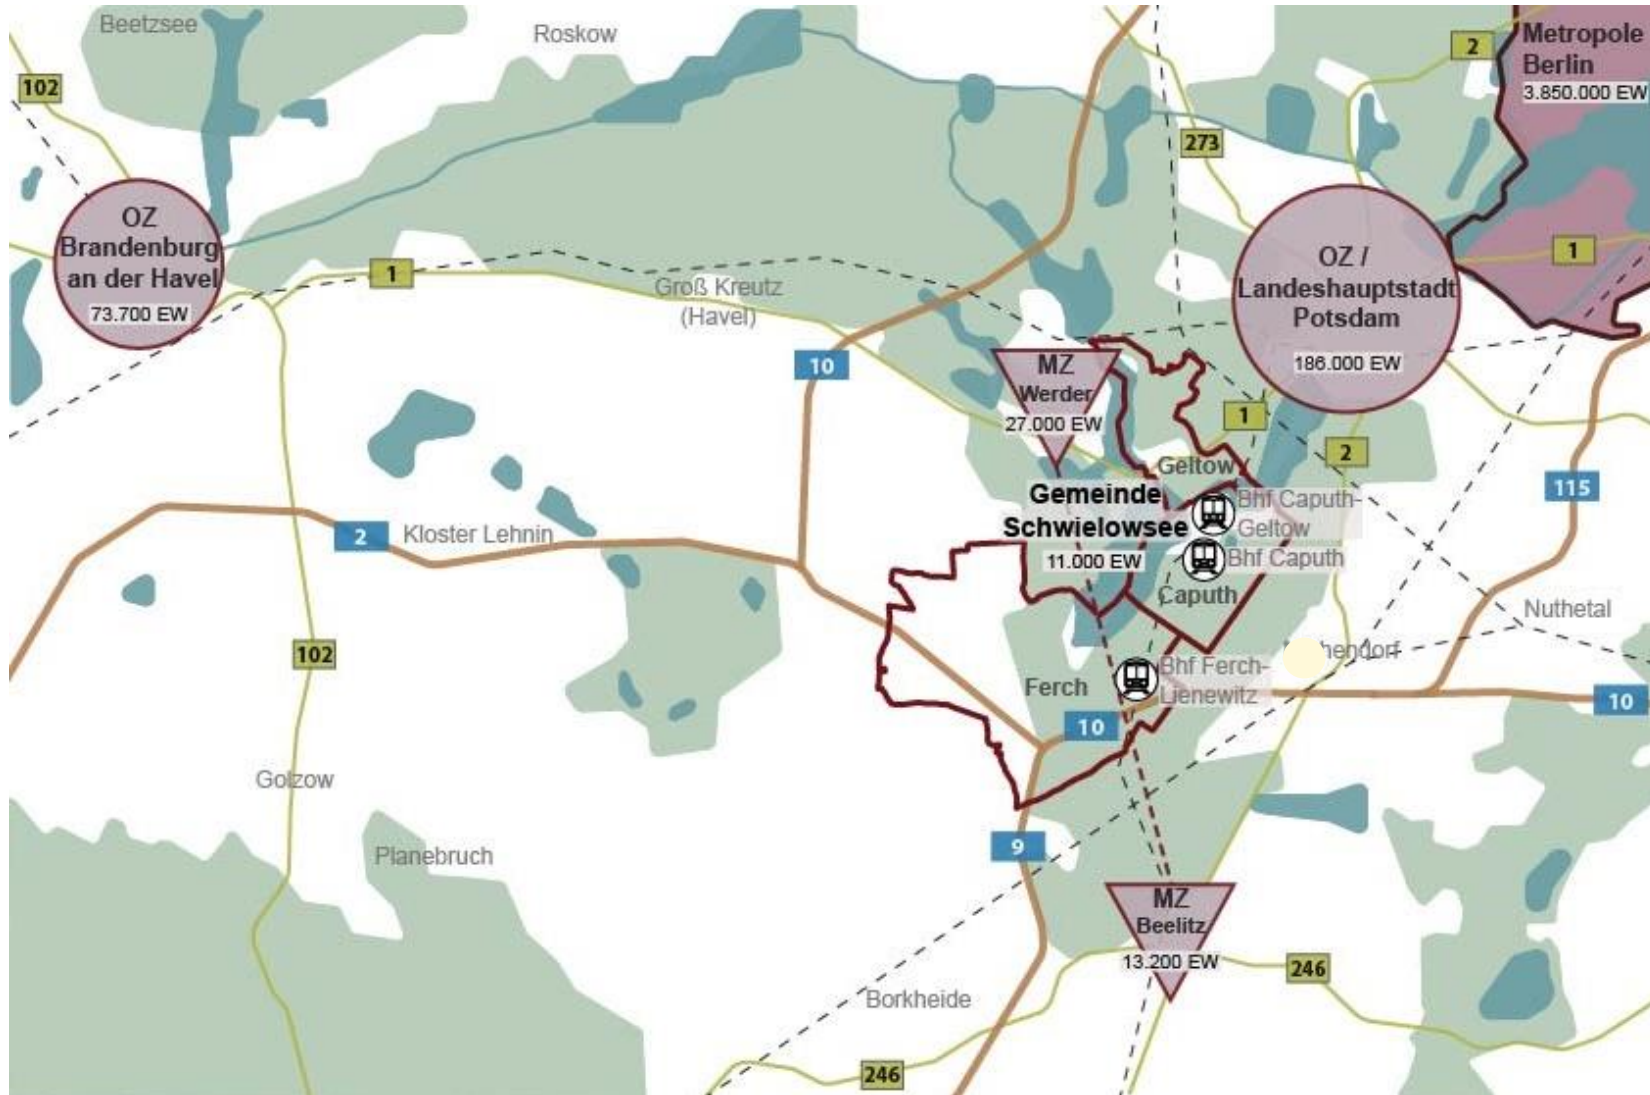 Beetzsee
Roskow
2
Metropole
Berlin
3.850.000 EW
102
273
OZ
Brandenburg
an der Havel
73.700 EW
1
Groß Kreutz
(Havel)
10
OZ /
Landeshauptstadt
Potsdam
186.000 EW
1
MZ
Werder
27.000 EW
1
2
Geltow
115
Gemeinde
Schwielowsee
11.000 EW
Bhf Caputh-
Geltow
Bhf Caputh
Caputh
2
Kloster Lehnin
Nuthetal
102
Bhf Ferch-
Lienewitz
Ferch
10
10
Golzow
9
Planebruch
MZ
Beelitz
13.200 EW
246
Borkheide
246